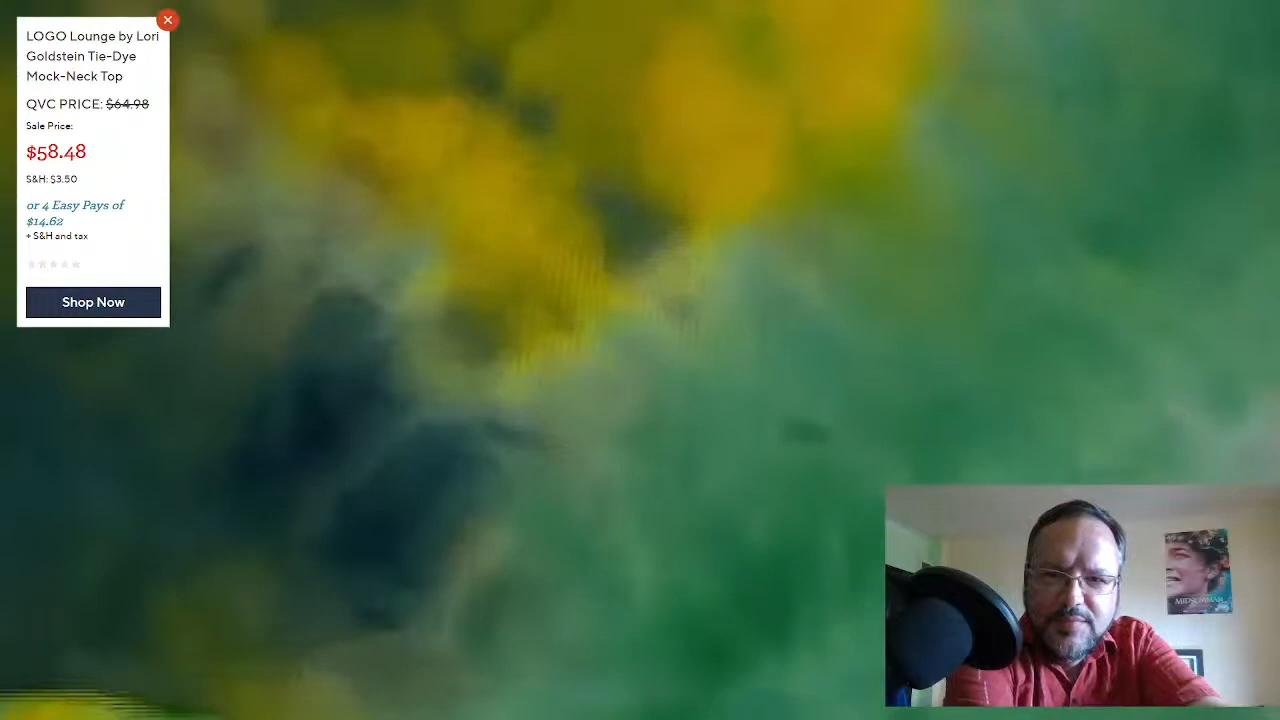 LOGO Lounge by Lori
Goldstein Tie-Dye
Mock-Neck Top
QVC PRICE: $64.98
Sale Price:
$58.48
S&H: $3.50
or 4 Easy Pays of
$14.62
+ S&H and tax
Shop Now
MIDSOMMAR